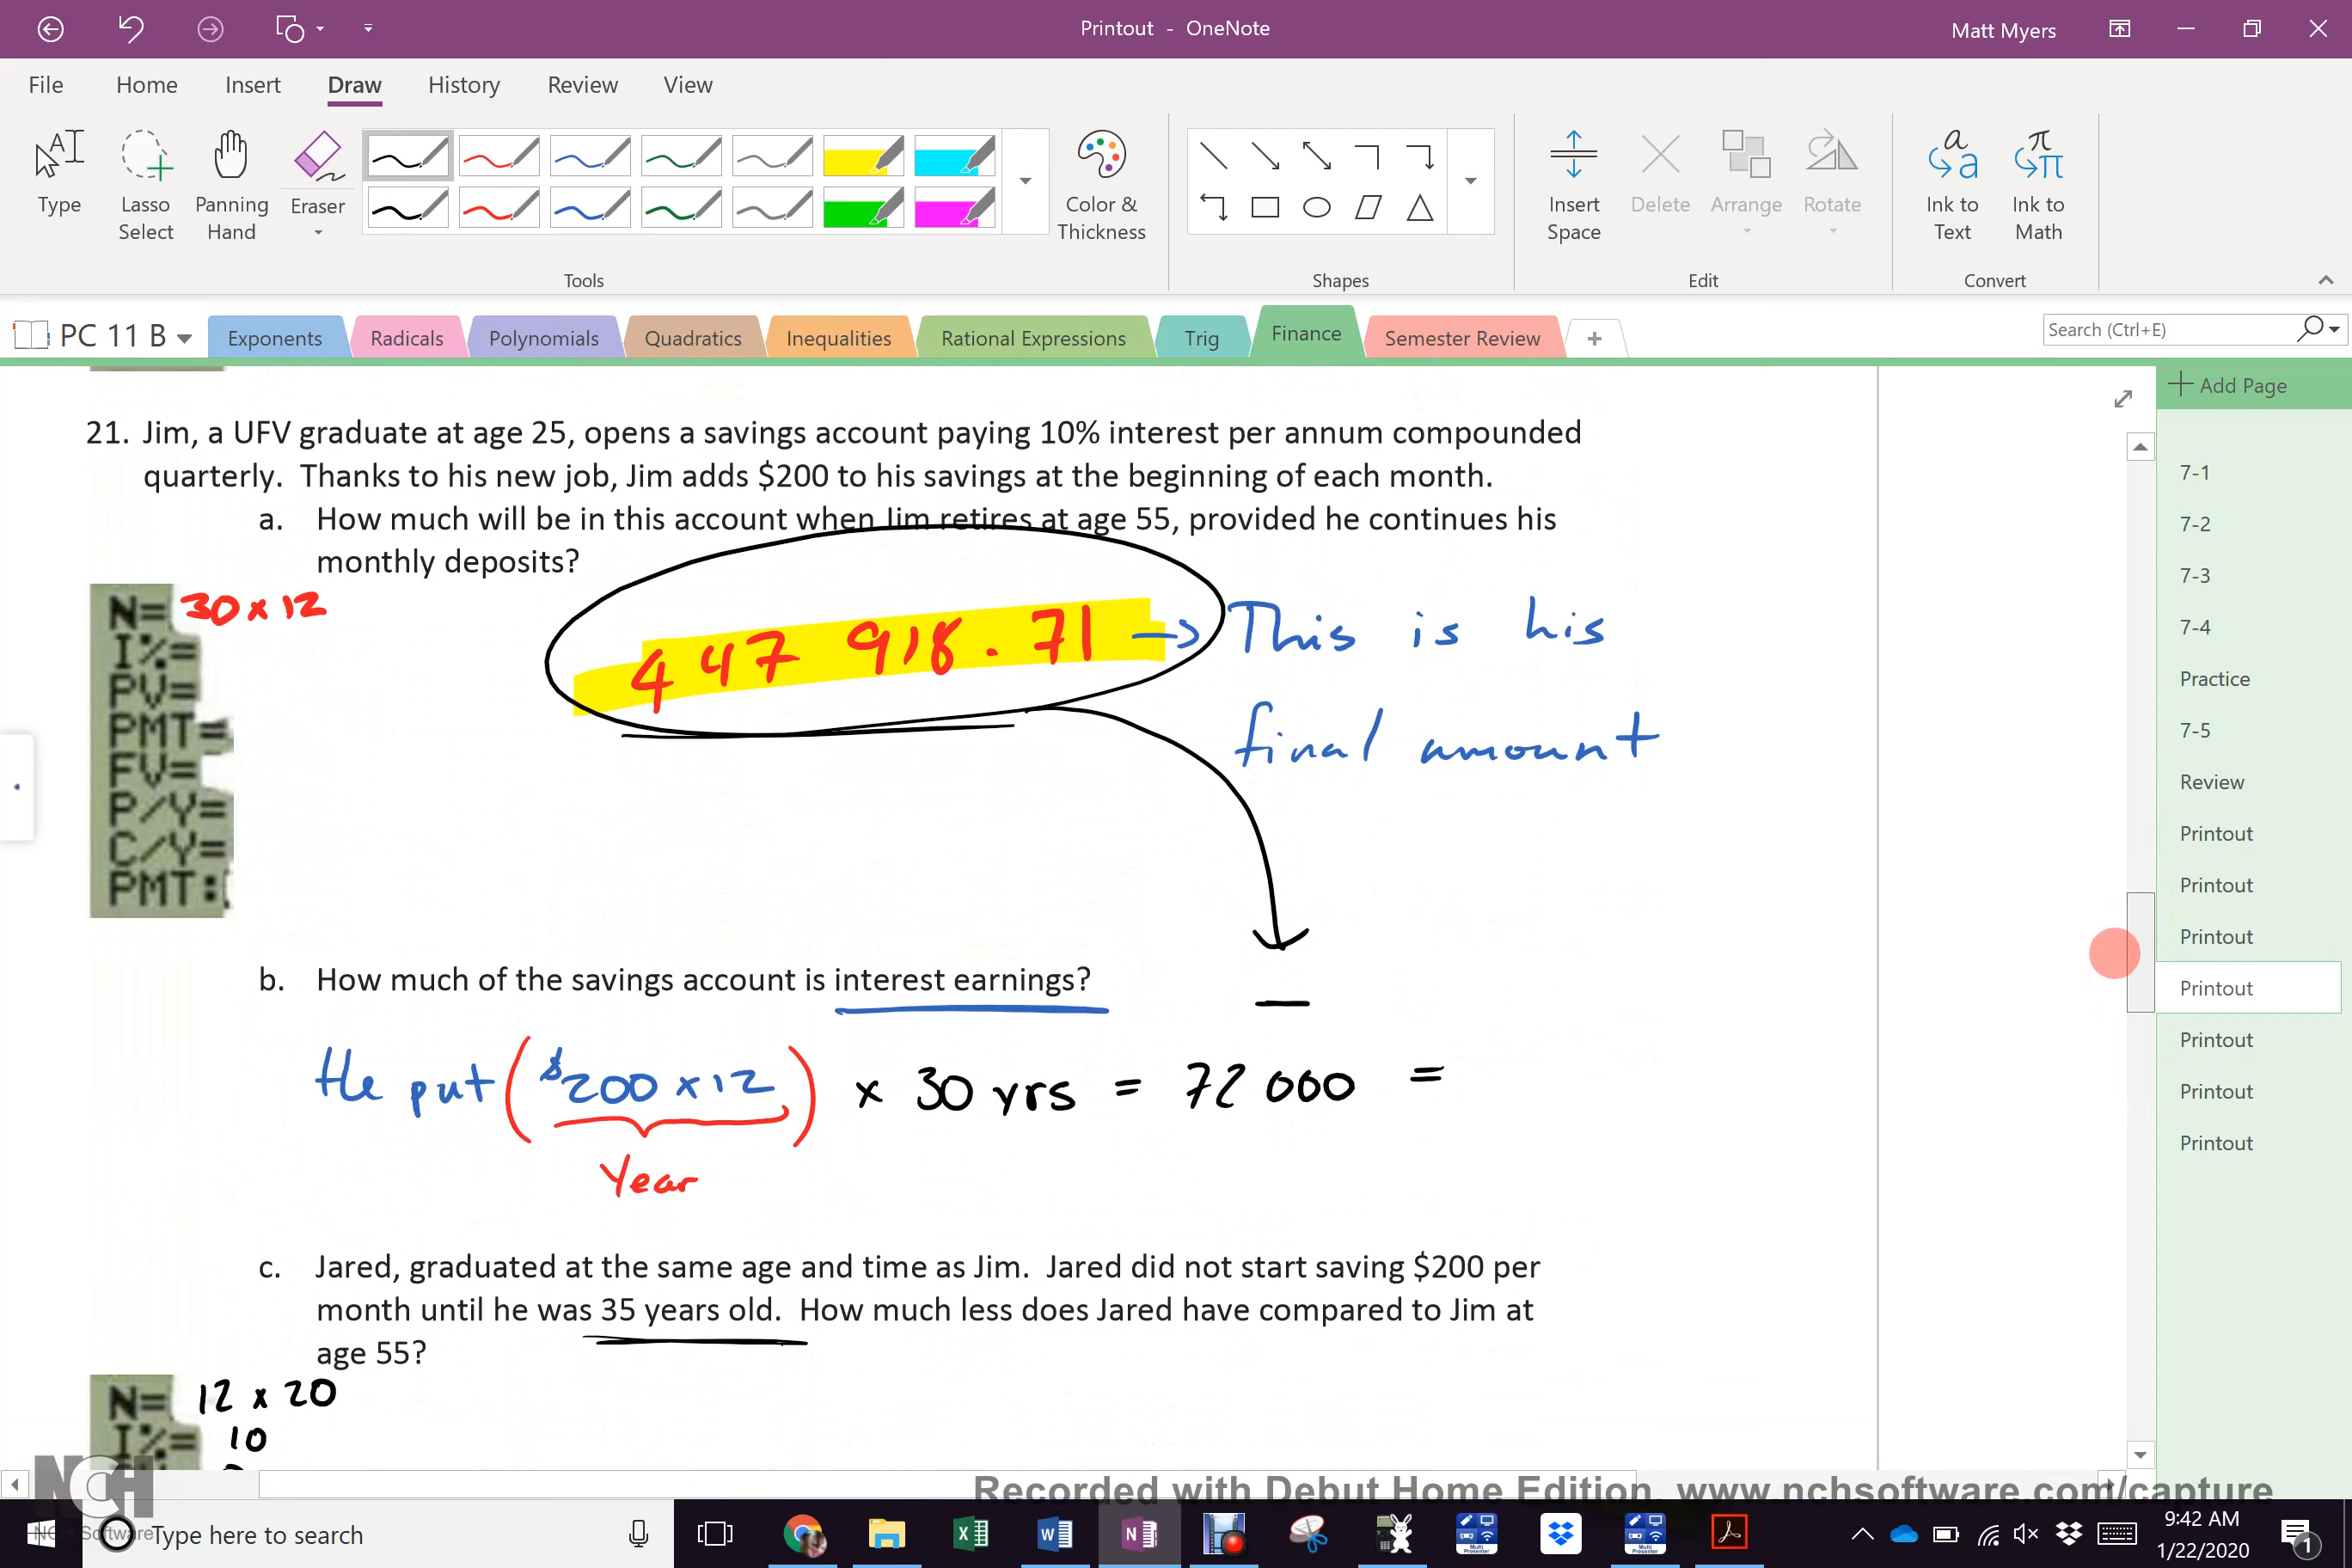 Printout - OneNote
Matt Myers
File Home Insert Draw History Review View
Type
Lasso Select
Panning Hand
Eraser
Color & Thickness
Insert Space
Delete
Arrange
Rotate
Ink to Text
Ink to Math
Tools
Shapes
Edit
Convert
PC 11 B
Exponents Radicals Polynomials Quadratics Inequalities Rational Expressions Trig Finance Semester Review +
Search (Ctrl+E)
Add Page
7-1
7-2
7-3
7-4
Practice
7-5
Review
Printout
Printout
Printout
Printout
Printout
Printout
Printout
21. Jim, a UFV graduate at age 25, opens a savings account paying 10% interest per annum compounded
quarterly. Thanks to his new job, Jim adds $200 to his savings at the beginning of each month.
a. How much will be in this account when Jim retires at age 55, provided he continues his
monthly deposits?
N= 30 x 12
I%=
PV=
PMT=
FV=
P/Y=
C/Y=
PMT:
447 918.71 → This is his
final amount
b. How much of the savings account is interest earnings?
—
He put ( $200 x 12 ) x 30 yrs = 72 000 =
Year
c. Jared, graduated at the same age and time as Jim. Jared did not start saving $200 per
month until he was 35 years old. How much less does Jared have compared to Jim at
age 55?
N= 12 x 20
I%= 10
NCH
NCH Software
Recorded with Debut Home Edition. www.nchsoftware.com/capture
Type here to search
9:42 AM
1/22/2020
1